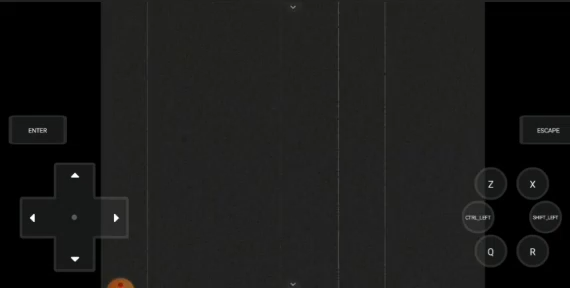 ENTER
ESCAPE
Z
X
CTRL_LEFT
SHIFT_LEFT
Q
R